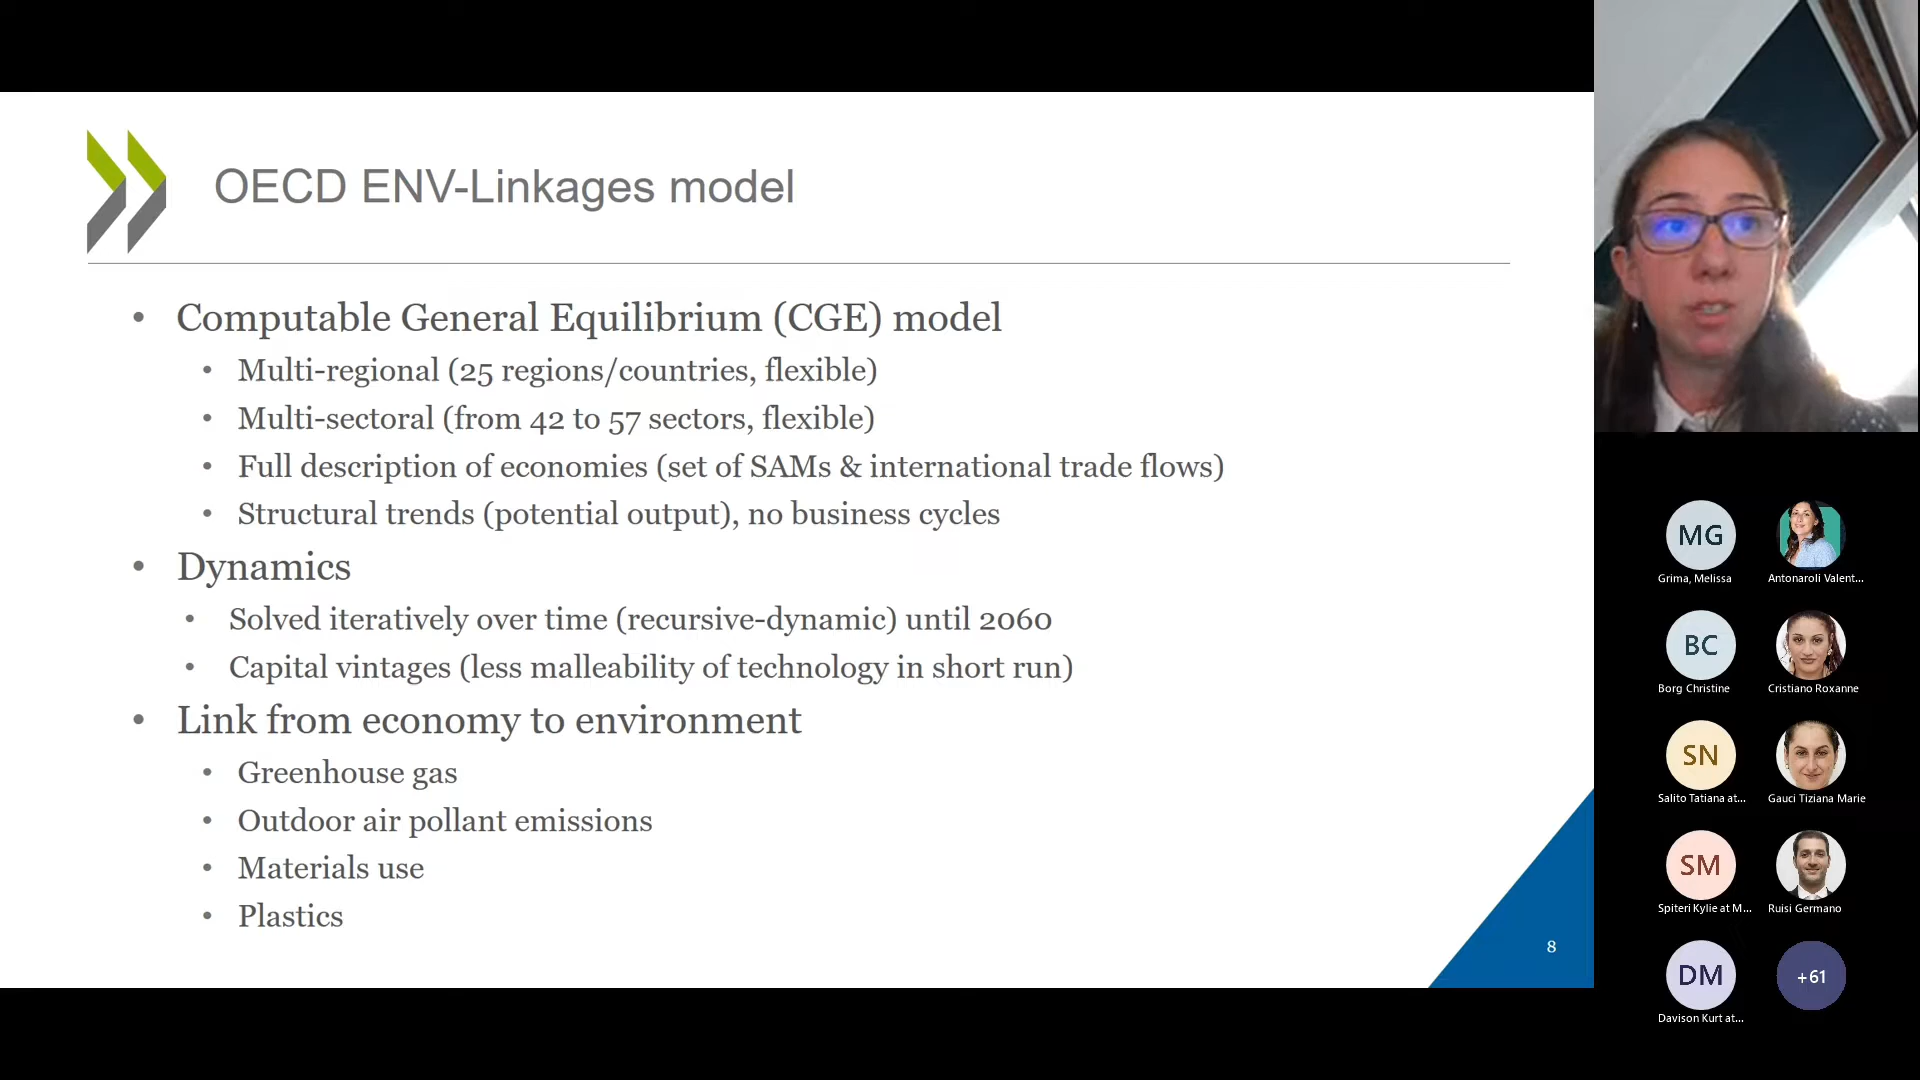 OECD ENV-Linkages model
• Computable General Equilibrium (CGE) model
• Multi-regional (25 regions/countries, flexible)
• Multi-sectoral (from 42 to 57 sectors, flexible)
• Full description of economies (set of SAMs & international trade flows)
• Structural trends (potential output), no business cycles
• Dynamics
• Solved iteratively over time (recursive-dynamic) until 2060
• Capital vintages (less malleability of technology in short run)
• Link from economy to environment
• Greenhouse gas
• Outdoor air pollant emissions
• Materials use
• Plastics
8
MG
Grima, Melissa
Antonaroli Valent...
BC
Borg Christine
Cristiano Roxanne
SN
Salito Tatiana at...
Gauci Tiziana Marie
SM
Spiteri Kylie at M...
Ruisi Germano
DM
Davison Kurt at...
+61